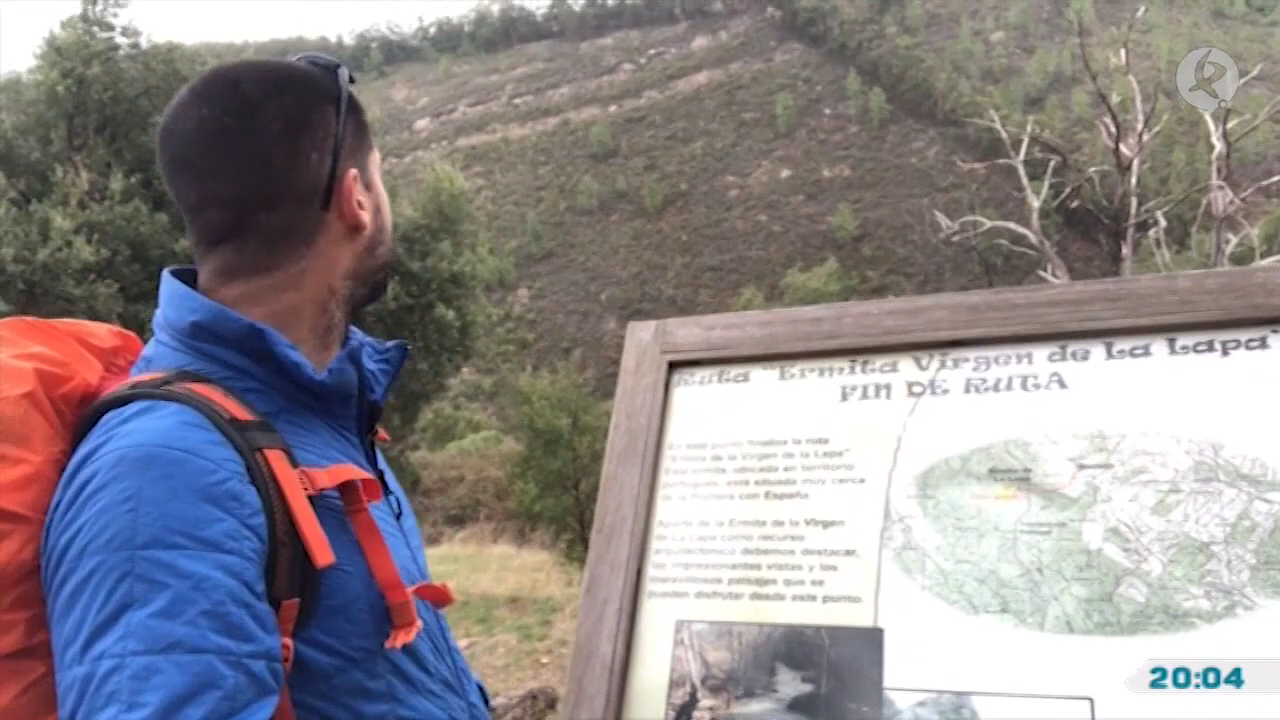 Ruta "Ermita Virgen de La Lapa"
FIN DE RUTA
En este punto finaliza la ruta
"Ermita de la Virgen de la Lapa"
Esta ermita, ubicada en territorio
portugues, está situada muy cerca
de la frontera con España
Aparte de la Ermita de la Virgen
de La Lapa como recurso
arquitectónico debemos destacar,
las impresionantes vistas y los
maravillosos paisajes que se
pueden disfrutar desde este punto.
20:04